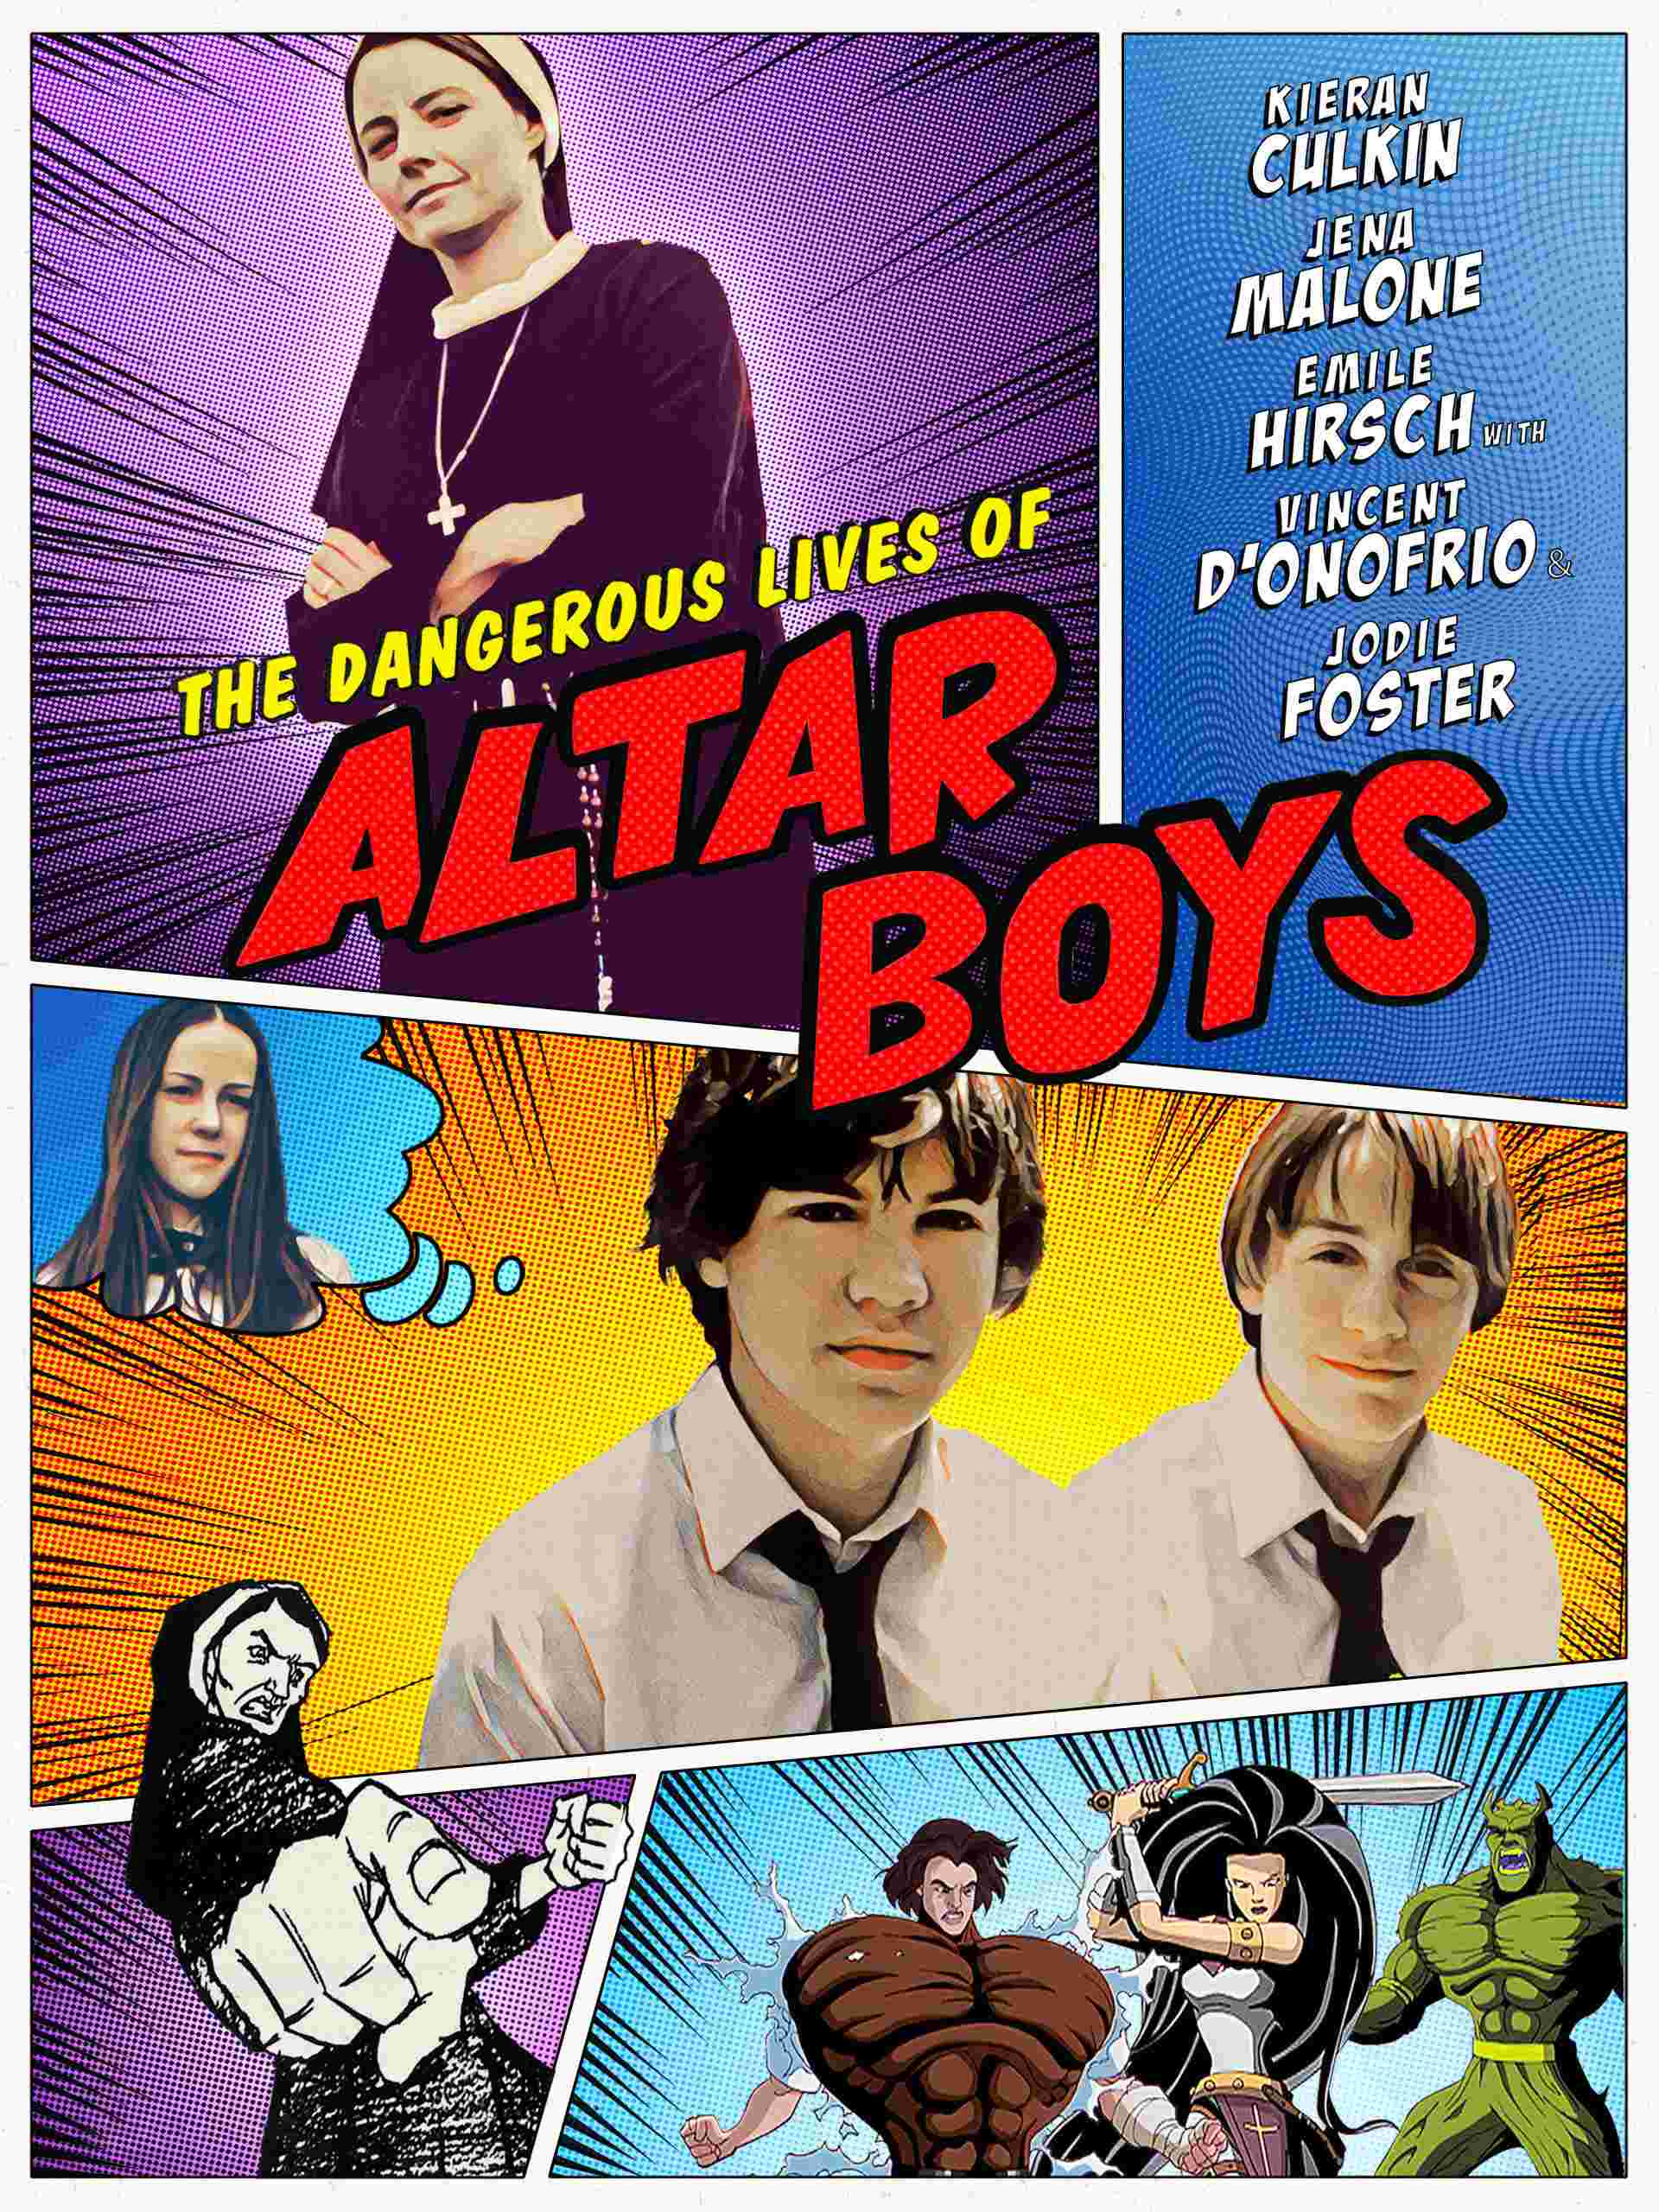 KIERAN
CULKIN
JENA
MALONE
EMILE
HIRSCH WITH
VINCENT
D'ONOFRIO &
JODIE
FOSTER
THE DANGEROUS LIVES OF
ALTAR
BOYS